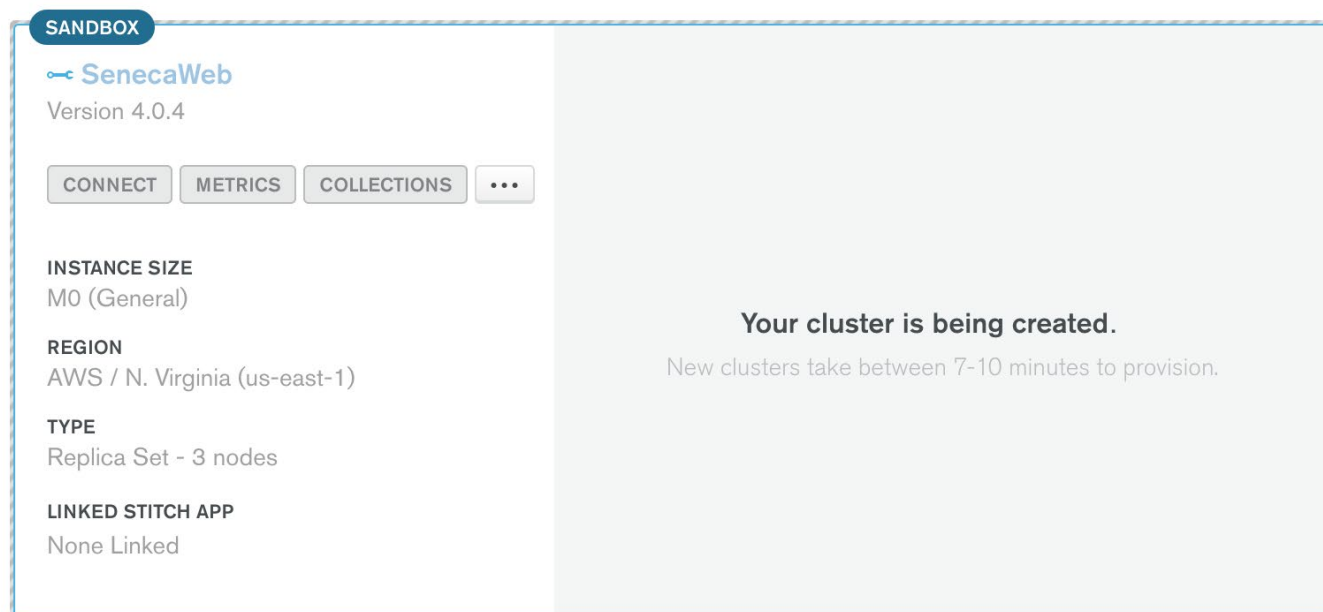 SANDBOX
SenecaWeb
Version 4.0.4
CONNECT METRICS COLLECTIONS •••
INSTANCE SIZE
M0 (General)
REGION
AWS / N. Virginia (us-east-1)
TYPE
Replica Set - 3 nodes
LINKED STITCH APP
None Linked
Your cluster is being created.
New clusters take between 7-10 minutes to provision.